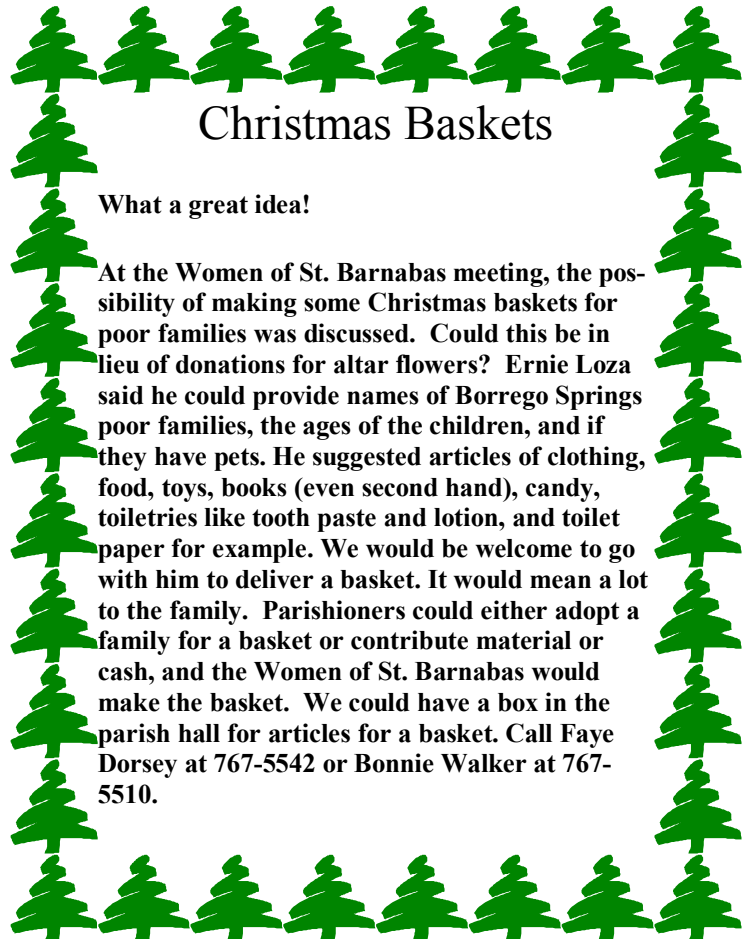 Christmas Baskets
What a great idea!
At the Women of St. Barnabas meeting, the pos-
sibility of making some Christmas baskets for
poor families was discussed.  Could this be in
lieu of donations for altar flowers?  Ernie Loza
said he could provide names of Borrego Springs
poor families, the ages of the children, and if
they have pets. He suggested articles of clothing,
food, toys, books (even second hand), candy,
toiletries like tooth paste and lotion, and toilet
paper for example. We would be welcome to go
with him to deliver a basket. It would mean a lot
to the family.  Parishioners could either adopt a
family for a basket or contribute material or
cash, and the Women of St. Barnabas would
make the basket.  We could have a box in the
parish hall for articles for a basket. Call Faye
Dorsey at 767-5542 or Bonnie Walker at 767-
5510.